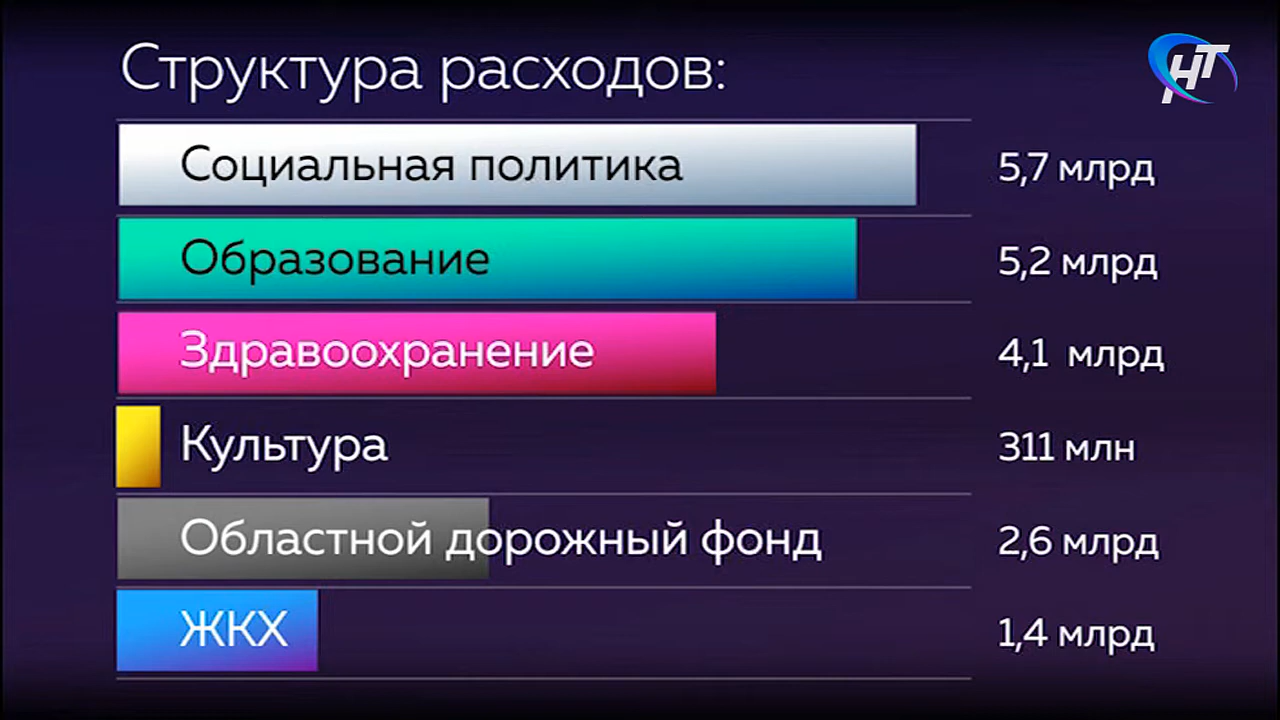 Структура расходов:
НТ
Социальная политика 5,7 млрд
Образование 5,2 млрд
Здравоохранение 4,1 млрд
Культура 311 млн
Областной дорожный фонд 2,6 млрд
ЖКХ 1,4 млрд